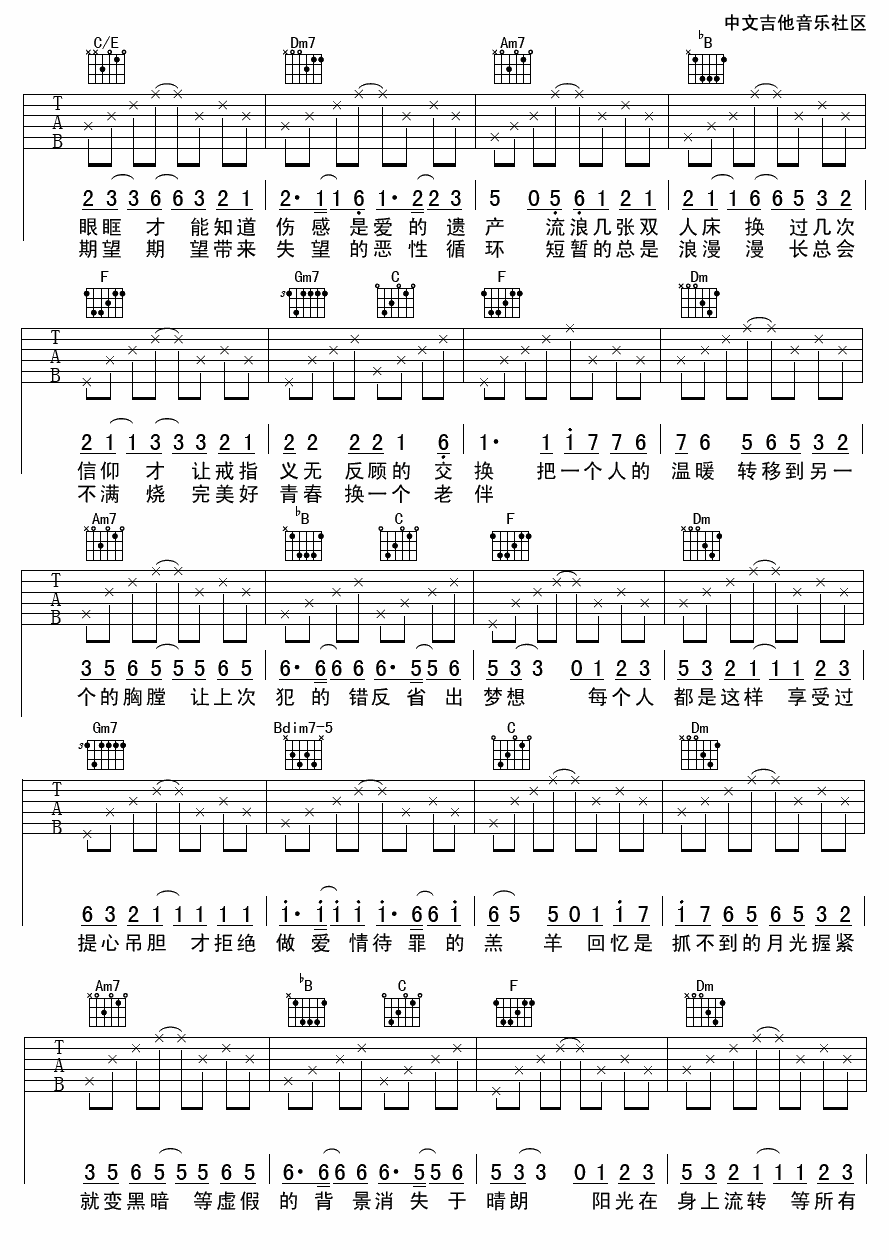 中文吉他音乐社区
C/E Dm7 Am7 ♭B
T A B
2 3 3 6 6 3 2 1 2· 1 1 6 1· 2 2 3 5 0 5 6 1 2 1 2 1 1 6 6 5 3 2
眼眶 才 能知道 伤 感 是 爱 的 遗 产 流浪几张双 人床 换 过几次
期望 期 望带来 失 望 的 恶 性 循 环 短暂的总是 浪漫 漫 长总会
F Gm7 3 C F Dm
T A B
2 1 1 3 3 3 2 1 2 2 2 2 1 6 1· 1 1 7 7 6 7 6 5 6 5 3 2
信仰 才 让戒指 义无 反顾的 交 换 把一个人的 温暖 转移到另一
不满 烧 完美好 青春 换一个 老 伴
Am7 ♭B C F Dm
T A B
3 5 6 5 5 5 6 5 6· 6 6 6 6· 5 5 6 5 3 3 0 1 2 3 5 3 2 1 1 1 2 3
个的胸膛 让上次 犯 的 错反 省 出 梦想 每个人 都是这样 享受过
Gm7 3 Bdim7-5 C Dm
T A B
6 3 2 1 1 1 1 1 1· 1 1 1 1· 6 6 1 6 5 5 0 1 1 7 1 7 6 5 6 5 3 2
提心吊胆 才拒绝 做 爱 情待 罪 的 羔 羊 回忆是 抓不到的月光握紧
Am7 ♭B C F Dm
T A B
3 5 6 5 5 5 6 5 6· 6 6 6 6· 5 5 6 5 3 3 0 1 2 3 5 3 2 1 1 1 2 3
就变黑暗 等虚假 的 背 景消 失 于 晴朗 阳光在 身上流转 等所有